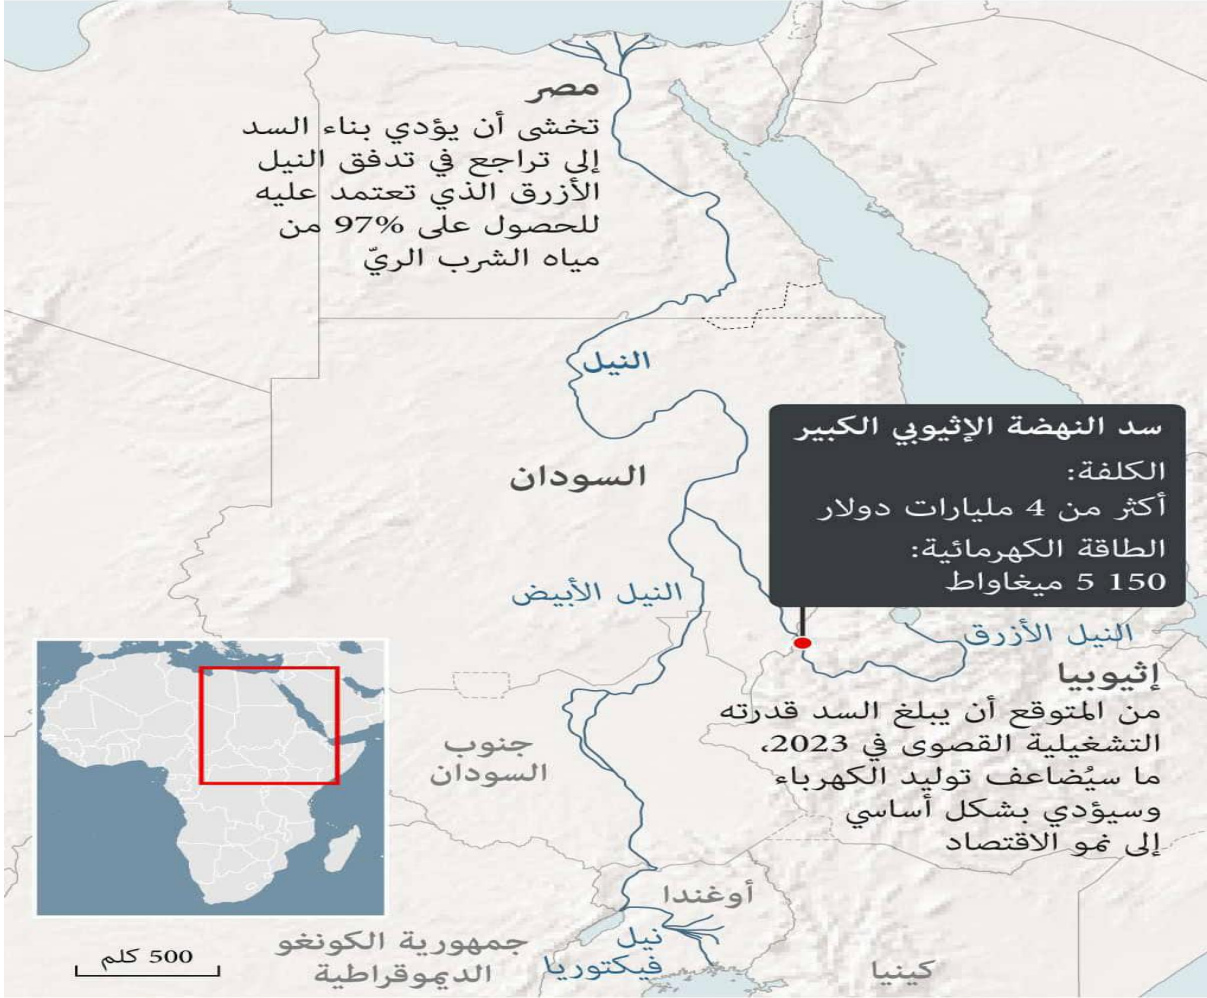 مصر
تخشى أن يؤدي بناء السد
إلى تراجع في تدفق النيل
الأزرق الذي تعتمد عليه
للحصول على 97% من
مياه الشرب الريّ
النيل
سد النهضة الإثيوبي الكبير
الكلفة:
أكثر من 4 مليارات دولار
الطاقة الكهرمائية:
5 150 ميغاواط
السودان
النيل الأبيض
النيل الأزرق
إثيوبيا
من المتوقع أن يبلغ السد قدرته
التشغيلية القصوى في 2023،
ما سيُضاعف توليد الكهرباء
وسيؤدي بشكل أساسي
إلى نمو الاقتصاد
جنوب
السودان
أوغندا
نيل
فيكتوريا
جمهورية الكونغو
الديموقراطية
كينيا
500 كلم